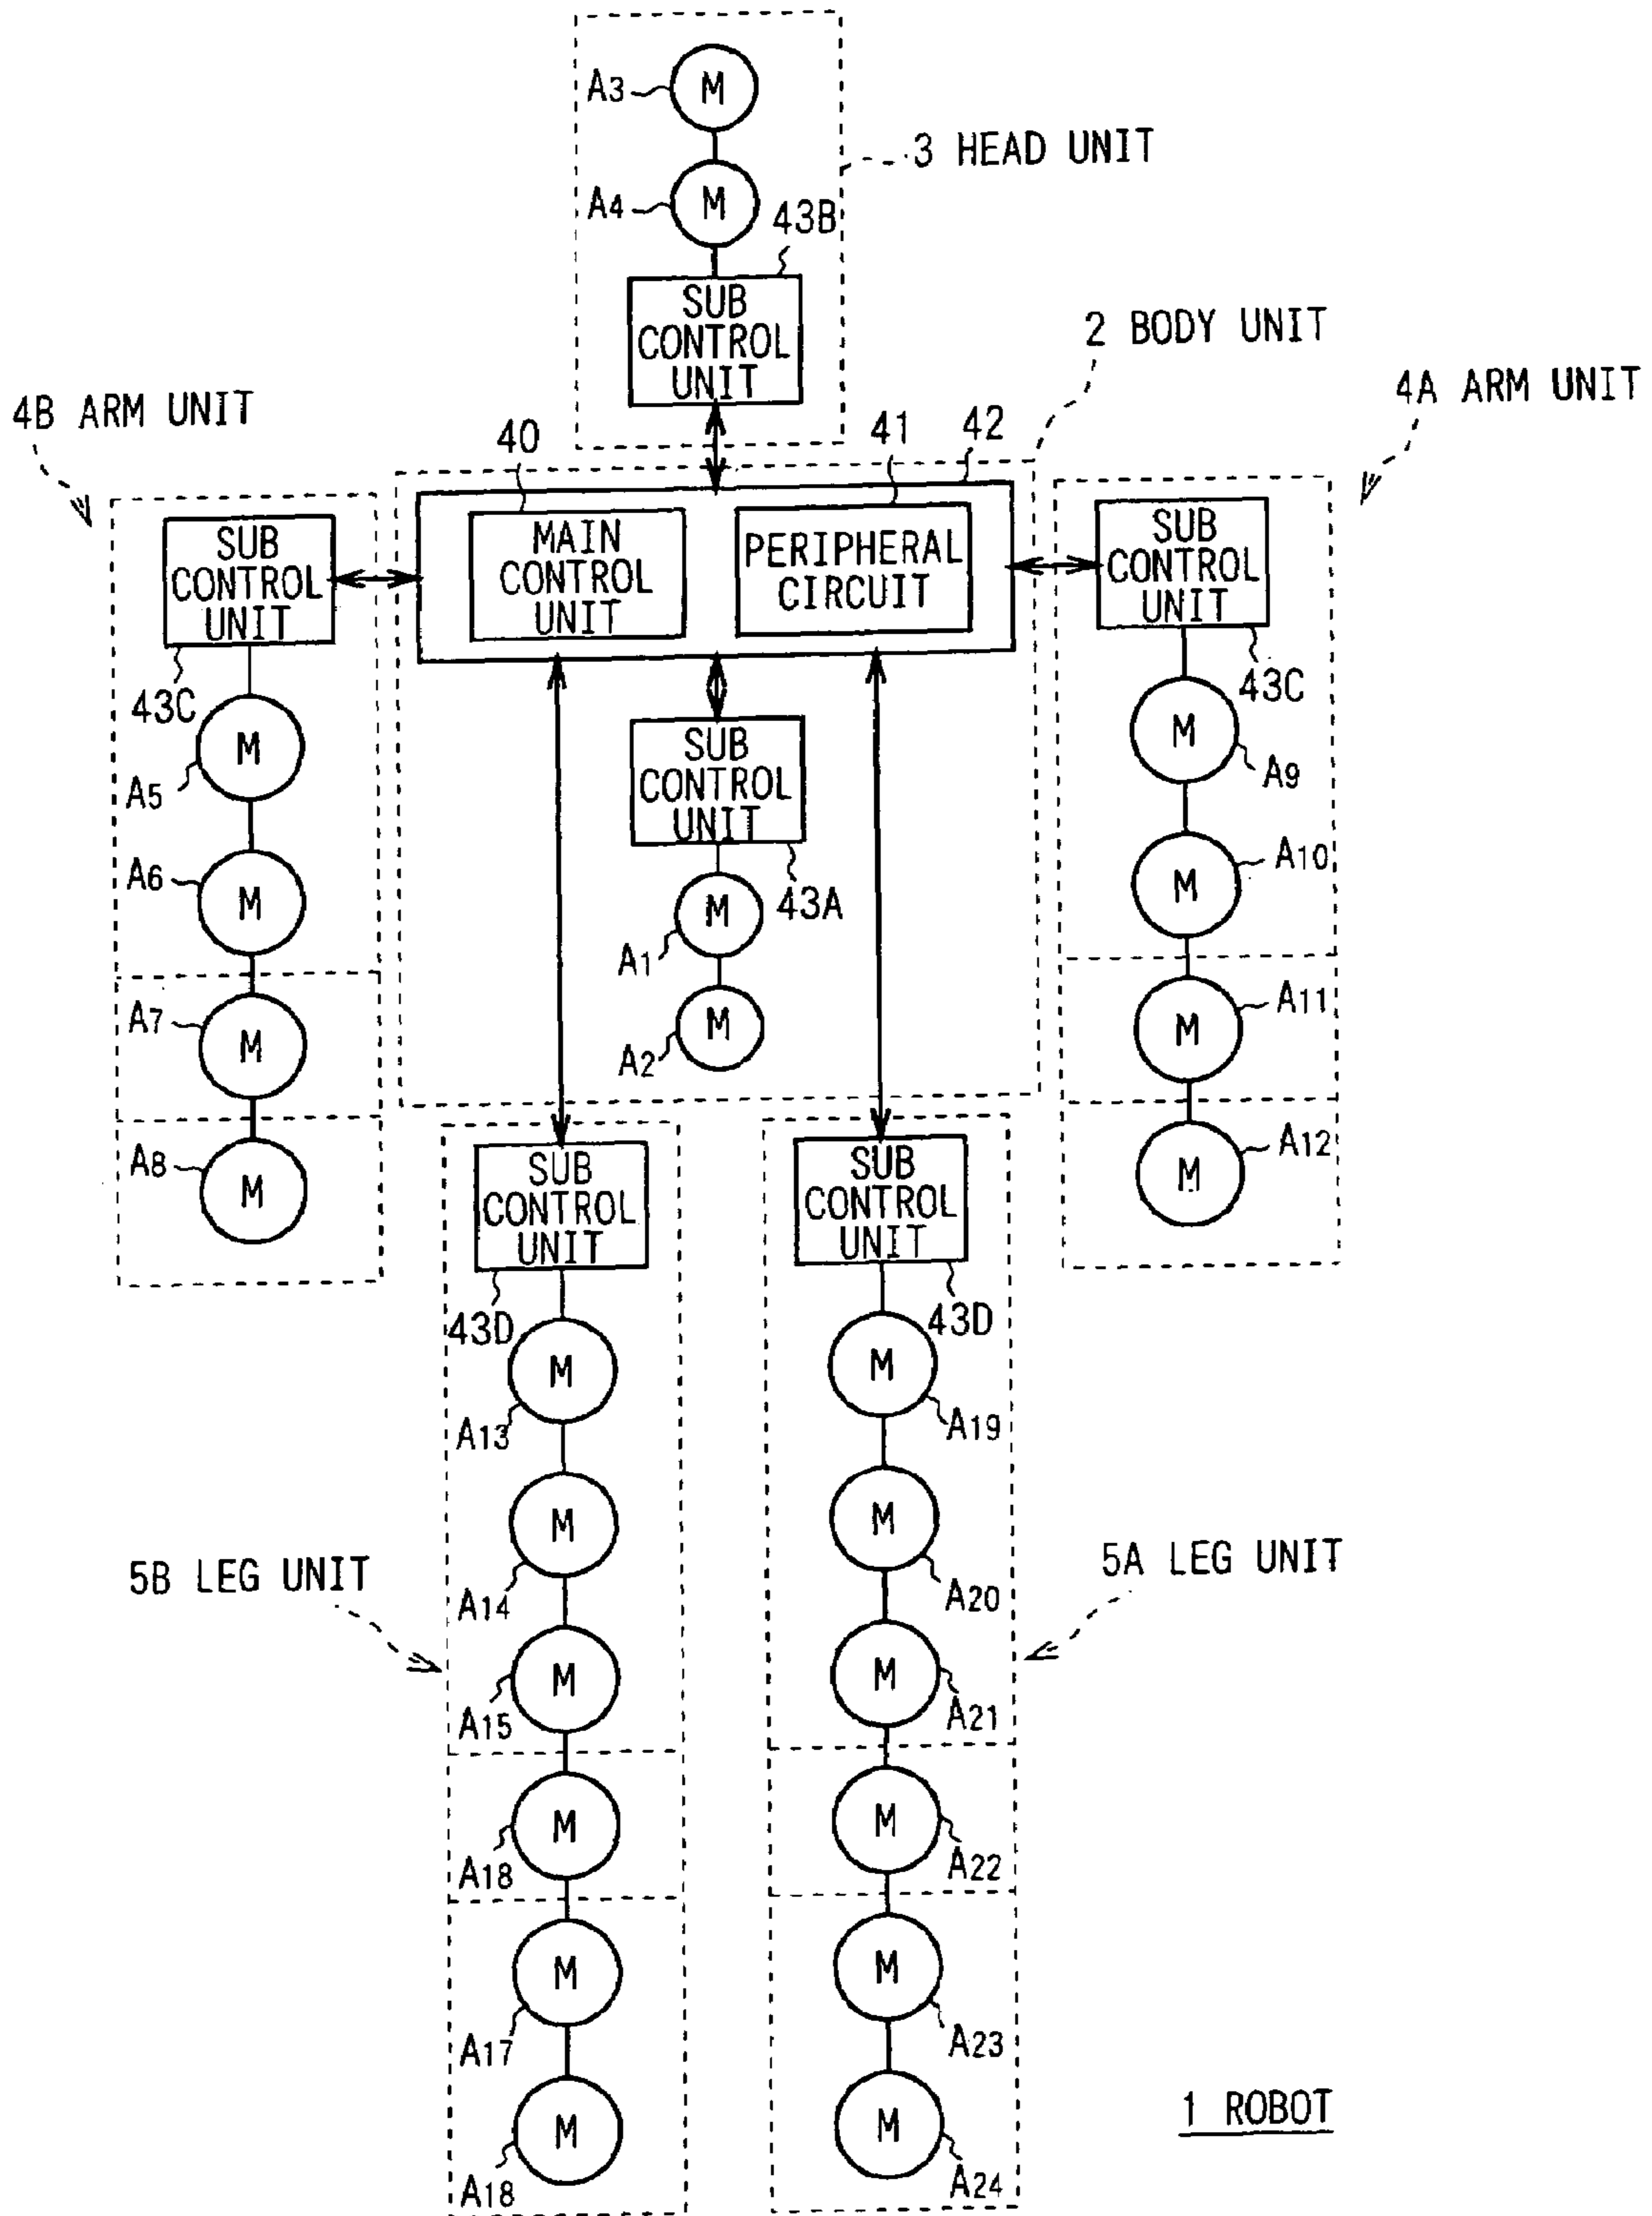 A3
M
3 HEAD UNIT
A4
M
43B
SUB
CONTROL
UNIT
2 BODY UNIT
4B ARM UNIT
4A ARM UNIT
40
41
42
SUB
CONTROL
UNIT
MAIN
CONTROL
UNIT
PERIPHERAL
CIRCUIT
SUB
CONTROL
UNIT
43C
43C
M
A5
SUB
CONTROL
UNIT
M
A9
A6
M
43A
M
A1
A10
M
A7
M
M
A2
A11
M
A8
M
A12
M
SUB
CONTROL
UNIT
SUB
CONTROL
UNIT
43D
43D
M
A13
M
A19
M
A14
M
A20
5B LEG UNIT
5A LEG UNIT
M
A15
M
A21
M
A18
M
A22
M
A17
M
A23
M
A18
M
A24
1 ROBOT